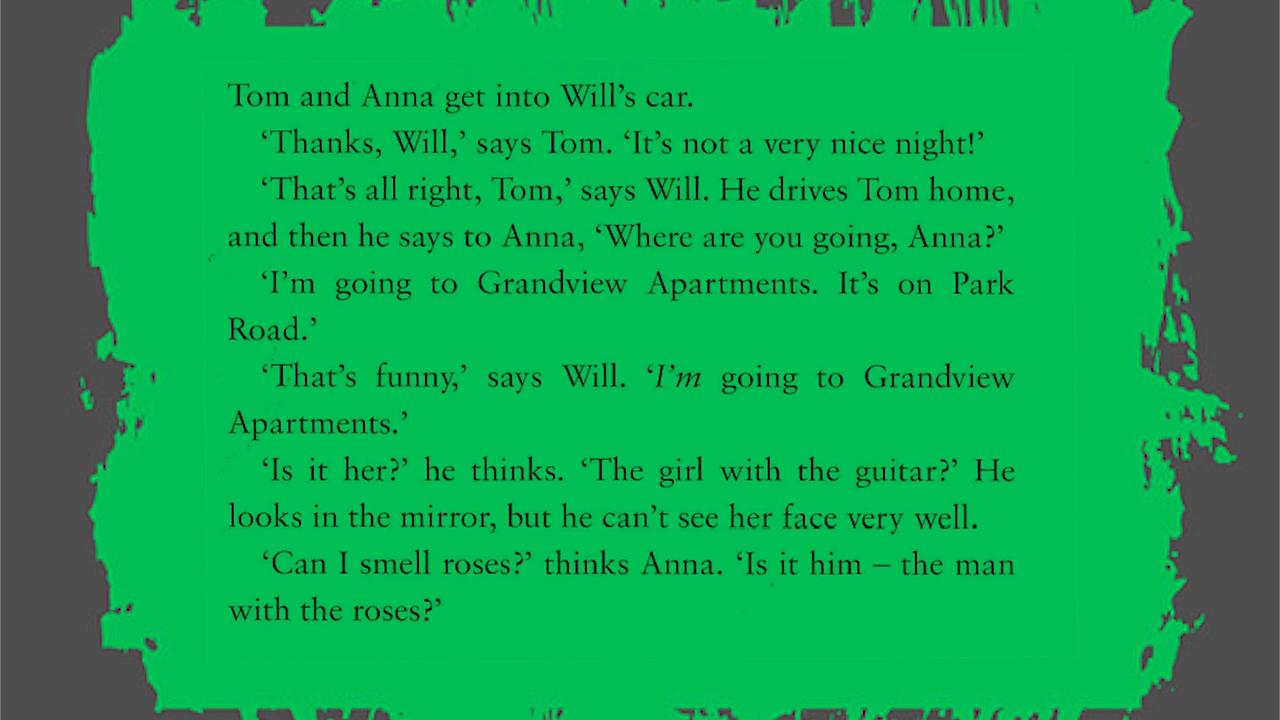 Tom and Anna get into Will’s car.
‘Thanks, Will,’ says Tom. ‘It’s not a very nice night!’
‘That’s all right, Tom,’ says Will. He drives Tom home,
and then he says to Anna, ‘Where are you going, Anna?’
‘I’m going to Grandview Apartments. It’s on Park
Road.’
‘That’s funny,’ says Will. ‘I’m going to Grandview
Apartments.’
‘Is it her?’ he thinks. ‘The girl with the guitar?’ He
looks in the mirror, but he can’t see her face very well.
‘Can I smell roses?’ thinks Anna. ‘Is it him – the man
with the roses?’